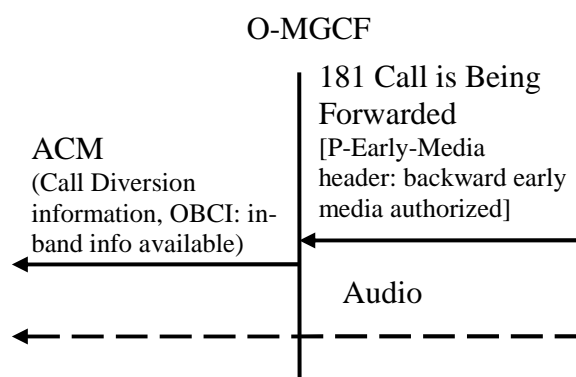 O-MGCF
181 Call is Being
Forwarded
[P-Early-Media
header: backward early
media authorized]
ACM
(Call Diversion
information, OBCI: in-
band info available)
Audio